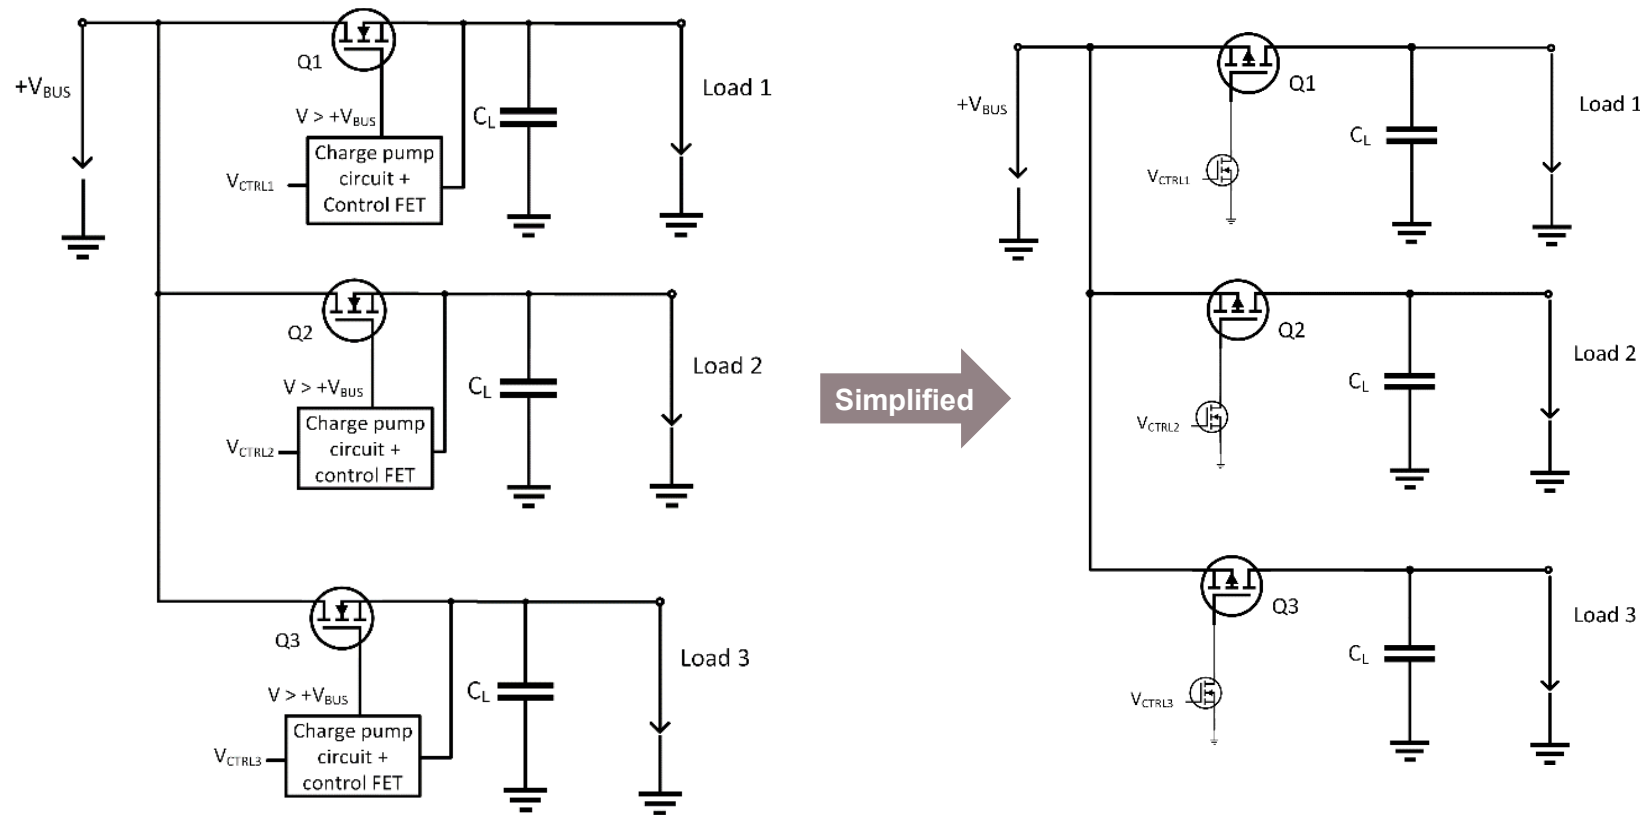 Q1
+VBUS
V > +VBUS
CL
Load 1
Charge pump
circuit +
Control FET
VCTRL1
Q2
V > +VBUS
CL
Load 2
Charge pump
circuit +
control FET
VCTRL2
Q3
V > +VBUS
CL
Load 3
Charge pump
circuit +
control FET
VCTRL3
Simplified
+VBUS
Q1
Load 1
CL
VCTRL1
Q2
Load 2
CL
VCTRL2
Q3
Load 3
CL
VCTRL3